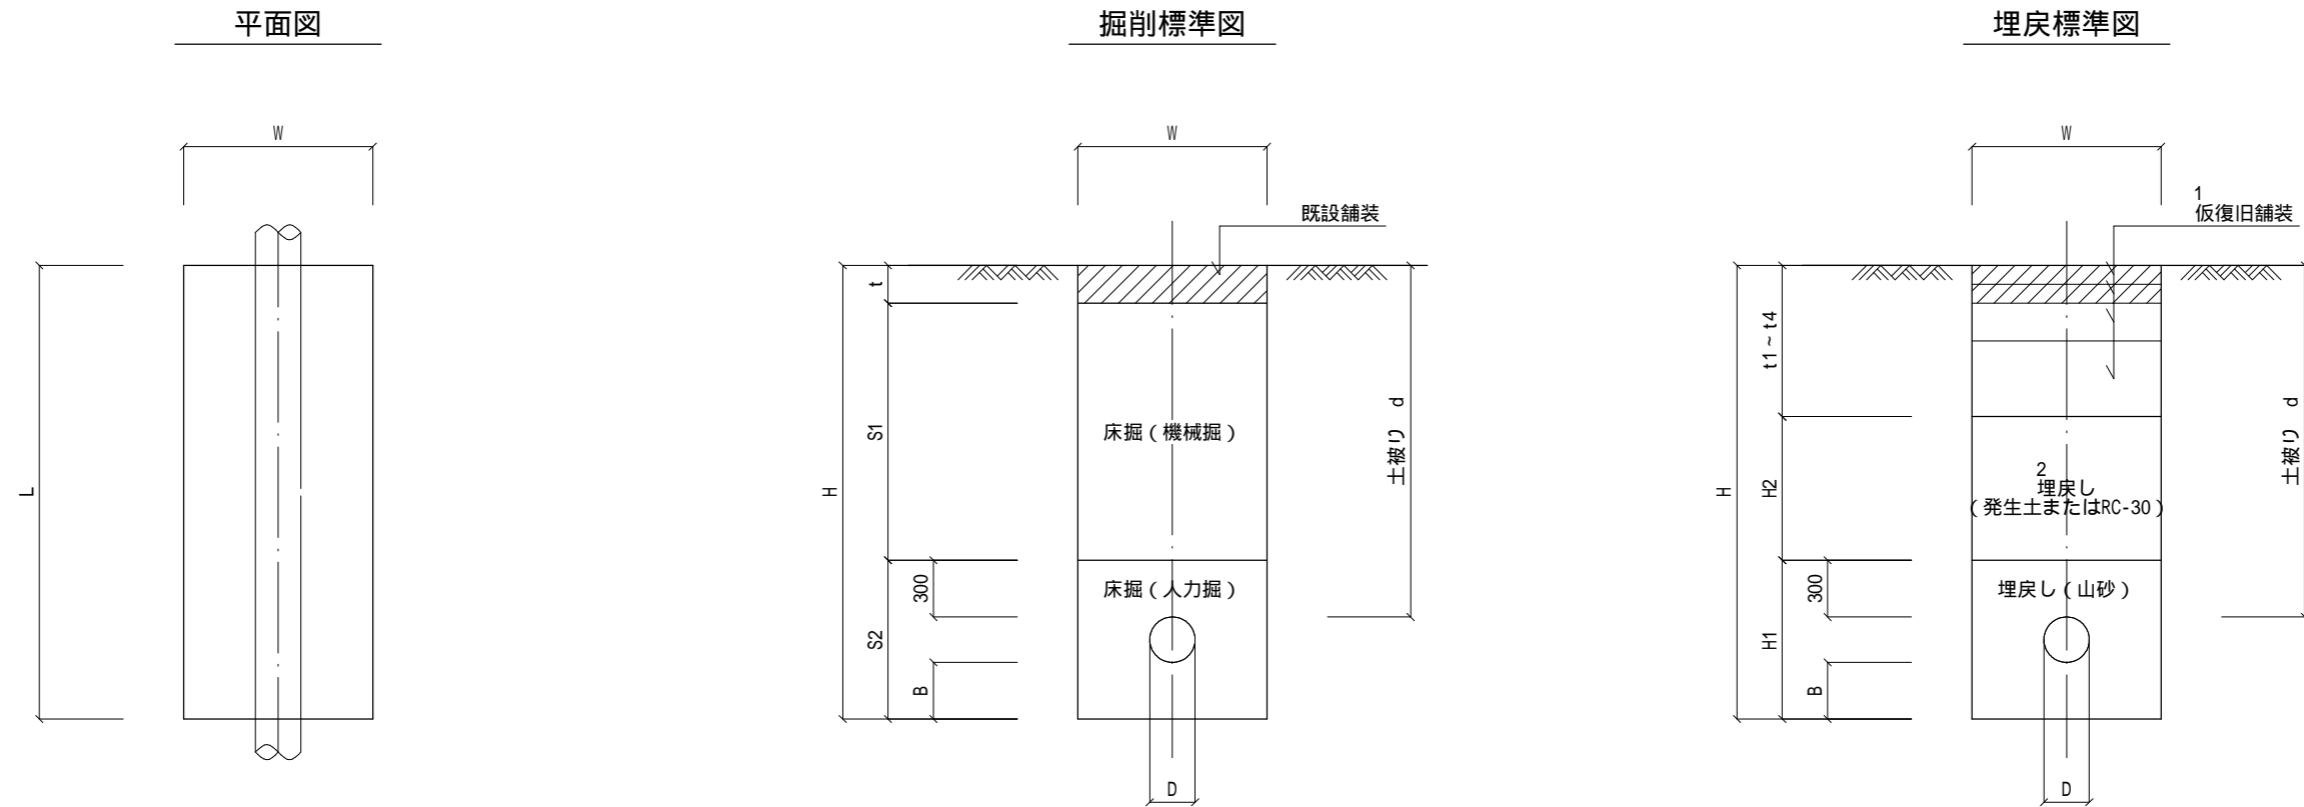 平面図
W
L
掘削標準図
W
既設舗装
t
S1
H
床掘(機械掘)
土被り d
300
床掘(人力掘)
S2
B
D
埋戻標準図
W
1
仮復旧舗装
t1~t4
H
H2
2
埋戻し
(発生土またはRC-30)
土被り d
300
埋戻し(山砂)
H1
B
D